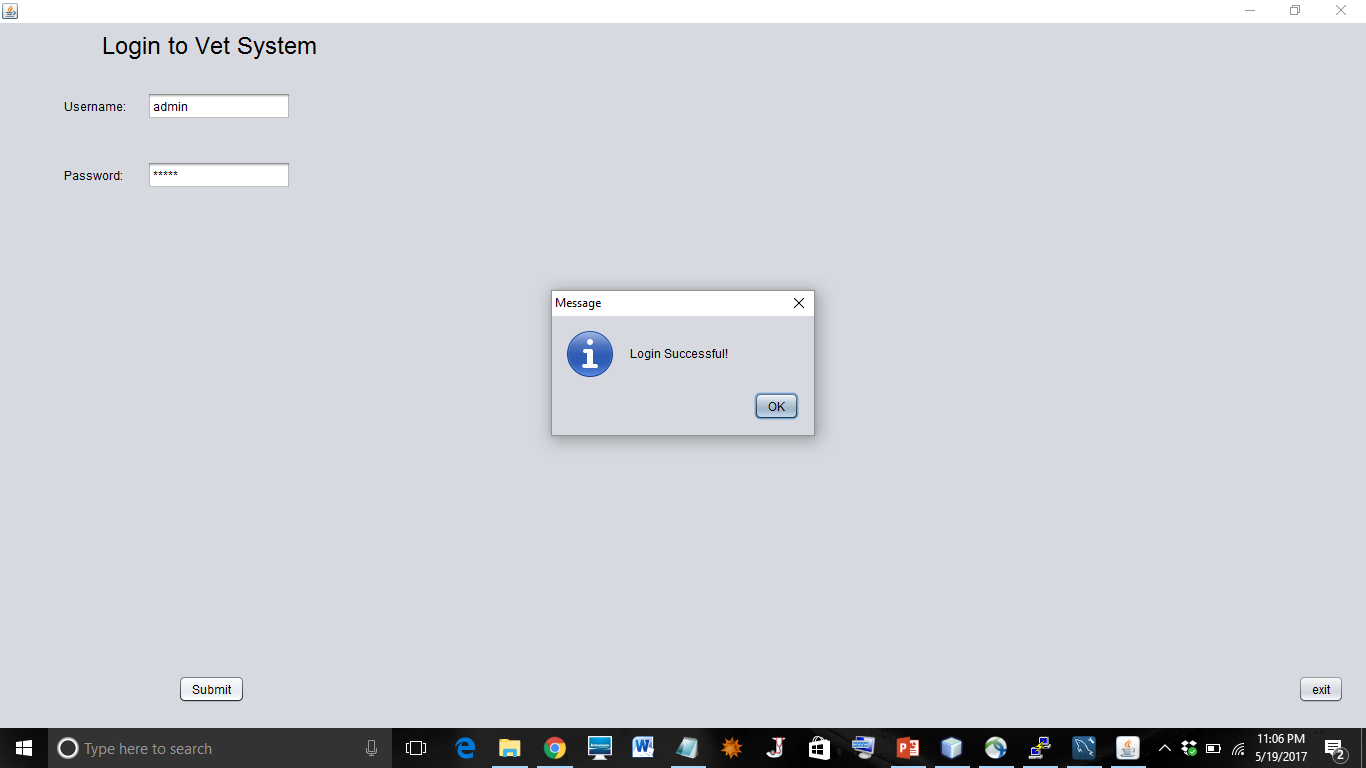 Login to Vet System
Username: admin
Password: *****
Message
Login Successful!
OK
Submit
exit
Type here to search
11:06 PM
5/19/2017
2